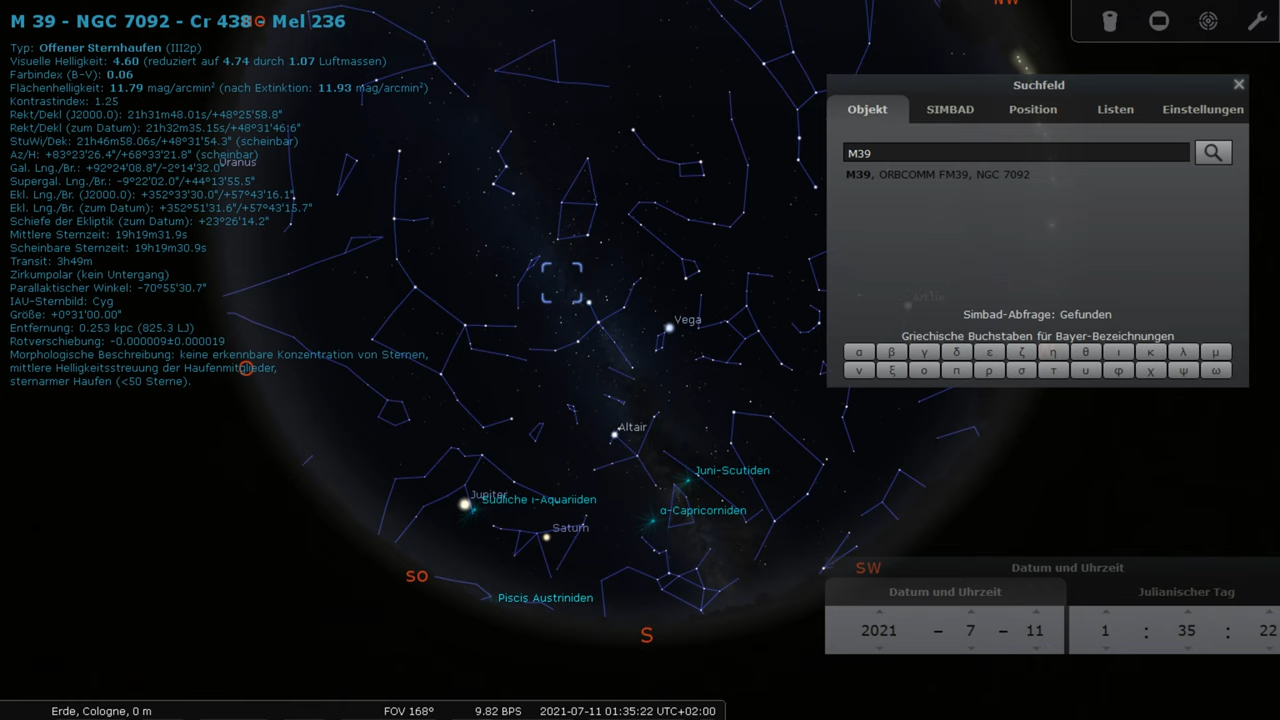 M 39 - NGC 7092 - Cr 438 - Mel 236
SO
NW
Typ: Offener Sternhaufen (III2p)
Visuelle Helligkeit: 4.60 (reduziert auf 4.74 durch 1.07 Luftmassen)
Farbindex (B-V): 0.06
Flächenhelligkeit: 11.79 mag/arcmin² (nach Extinktion: 11.93 mag/arcmin²)
Kontrastindex: 1.25
Rekt/Dekl (J2000.0): 21h31m48.01s/+48°25'58.8"
Rekt/Dekl (zum Datum): 21h32m35.15s/+48°31'46.6"
StuWi/Dek: 21h46m58.06s/+48°31'54.3" (scheinbar)
Az/H: +83°23'26.4"/+68°33'21.8" (scheinbar)
Uranus
Gal. Lng./Br.: +92°24'08.8"/-2°14'32.0"
Supergal. Lng./Br.: -9°22'02.0"/+44°13'55.5"
Ekl. Lng./Br. (J2000.0): +352°33'30.0"/+57°43'16.1"
Ekl. Lng./Br. (zum Datum): +352°51'31.6"/+57°43'15.7"
Schiefe der Ekliptik (zum Datum): +23°26'14.2"
Mittlere Sternzeit: 19h19m31.9s
Scheinbare Sternzeit: 19h19m30.9s
Transit: 3h49m
Zirkumpolar (kein Untergang)
Parallaktischer Winkel: -70°55'30.7"
IAU-Sternbild: Cyg
Größe: +0°31'00.00"
Entfernung: 0.253 kpc (825.3 LJ)
Rotverschiebung: -0.000009±0.000019
Morphologische Beschreibung: keine erkennbare Konzentration von Sternen,
mittlere Helligkeitsstreuung der Haufenmitglieder,
sternarmer Haufen (<50 Sterne).
Suchfeld
Objekt SIMBAD Position Listen Einstellungen
M39
M39, ORBCOMM FM39, NGC 7092
Simbad-Abfrage: Gefunden
Griechische Buchstaben für Bayer-Bezeichnungen
α β γ δ ε ζ η θ ι κ λ μ
ν ξ ο π ρ σ τ υ φ χ ψ ω
Vega
Altair
Juni-Scutiden
Jupiter
Südliche ι-Aquariiden
α-Capricorniden
Saturn
SO
Piscis Austriniden
S
SW
Datum und Uhrzeit
Datum und Uhrzeit Julianischer Tag
2021 - 7 - 11 1 : 35 : 22
Erde, Cologne, 0 m FOV 168° 9.82 BPS 2021-07-11 01:35:22 UTC+02:00